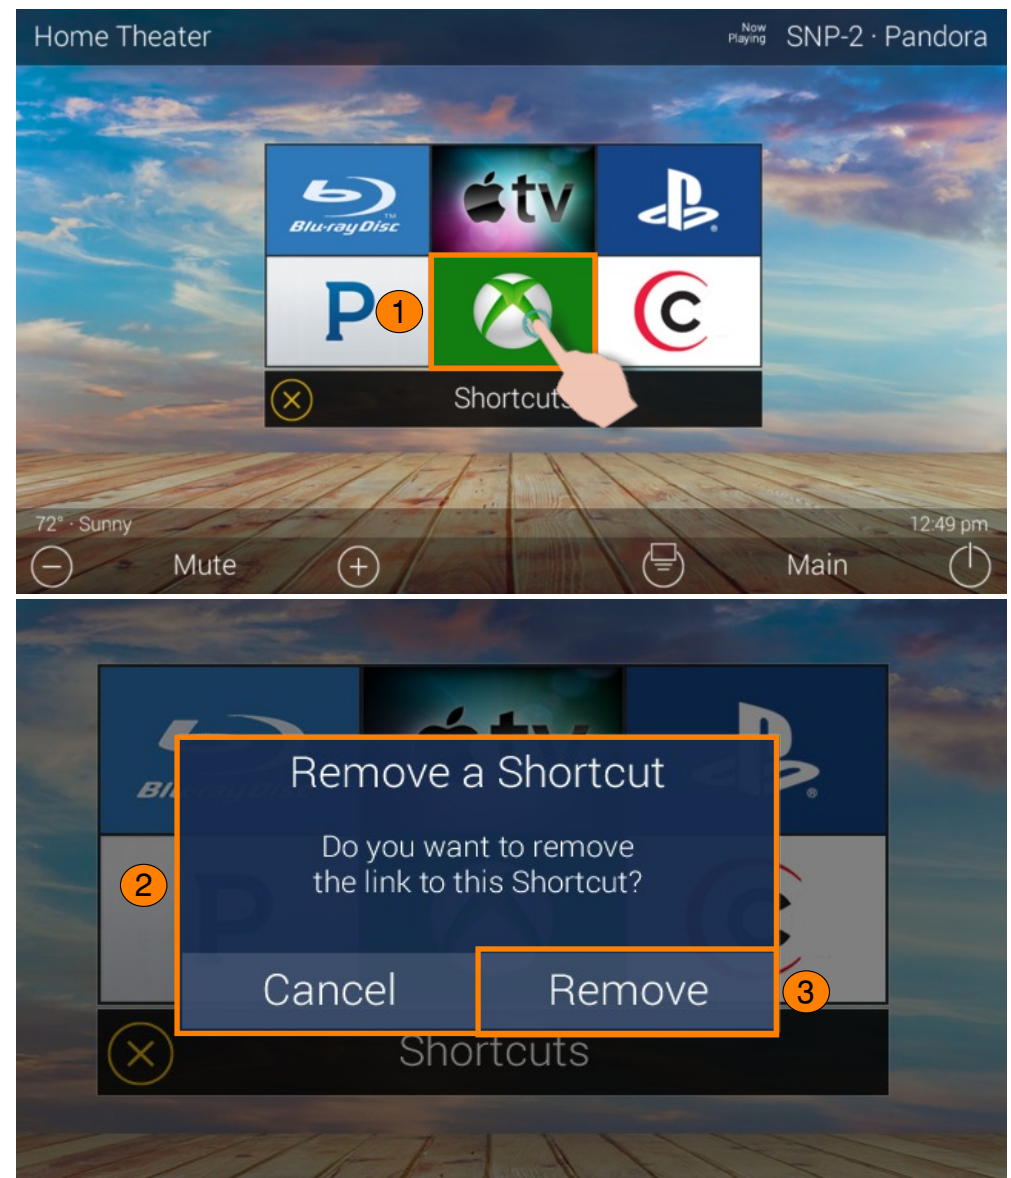 Home Theater
Now Playing SNP-2 · Pandora
Blu-ray Disc™
tv
®
P
1
C
Shortcuts
72° · Sunny
12:49 pm
Mute
Main
Remove a Shortcut
Do you want to remove
the link to this Shortcut?
2
Cancel
Remove
3
Shortcuts